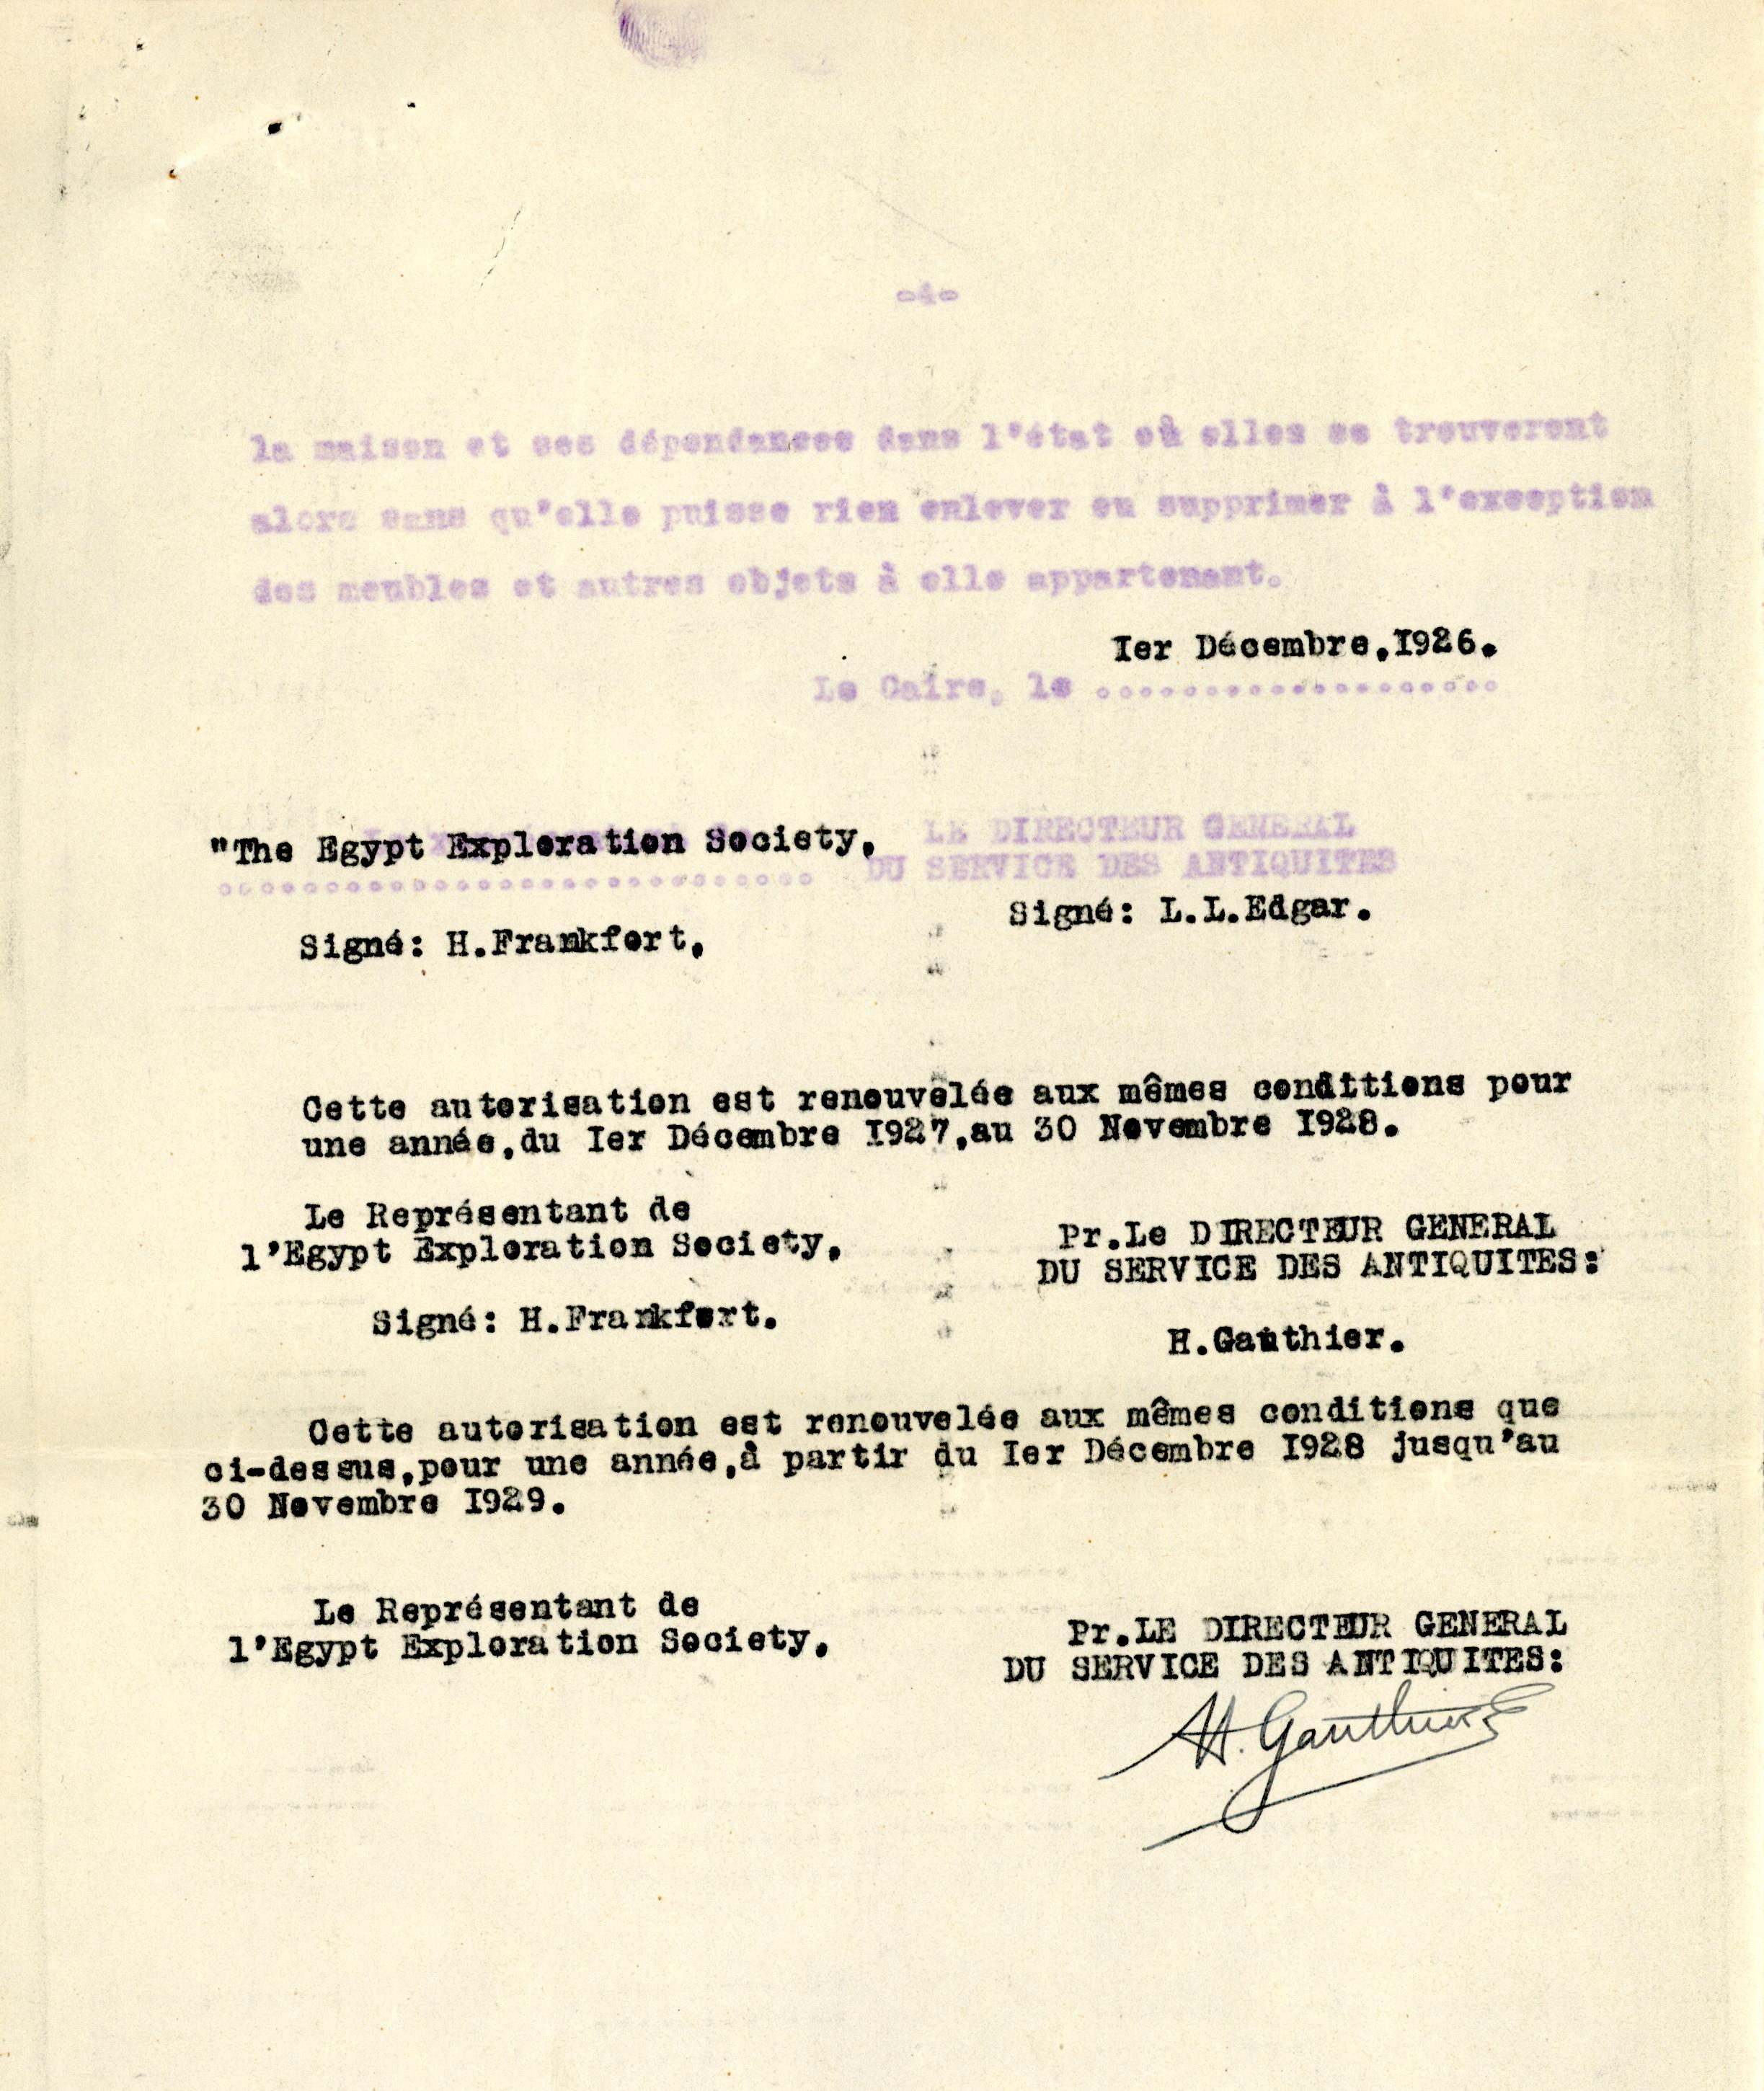 -4-
la maison et ses dépendances dans l'état où elles se trouveront
alors sans qu'elle puisse rien enlever ou supprimer à l'exception
des meubles et autres objets à elle appartenant.
Ier Décembre,I926.
Le Caire, le ...................
"The Egypt Exploration Society,
LE DIRECTEUR GENERAL
............................ DU SERVICE DES ANTIQUITES
Signé: L.L.Edgar.
Signé: H.Frankfort,
Cette autorisation est renouvelée aux mêmes conditions pour
une année,du Ier Décembre I927,au 30 Novembre I928.
Le Représentant de
l'Egypt Exploration Society,
Pr.Le DIRECTEUR GENERAL
DU SERVICE DES ANTIQUITES:
Signé: H.Frankfort.
H.Gauthier.
Cette autorisation est renouvelée aux mêmes conditions que
ci-dessus,pour une année,à partir du Ier Décembre I928 jusqu'au
30 Novembre I929.
Le Représentant de
l'Egypt Exploration Society,
Pr.LE DIRECTEUR GENERAL
DU SERVICE DES ANTIQUITES:
H. Gauthier